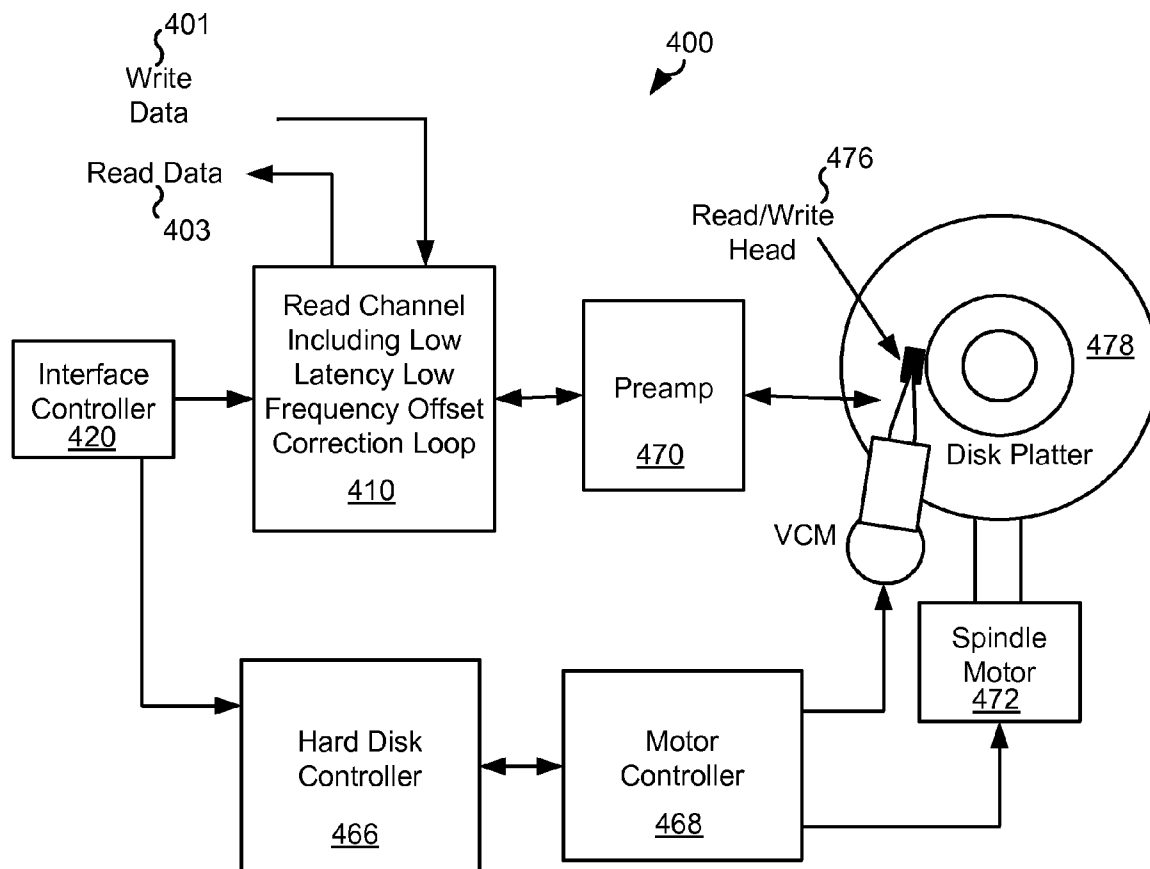 401
Write
Data
400
Read Data
403
476
Read/Write
Head
Read Channel
Including Low
Latency Low
Frequency Offset
Correction Loop
410
Interface
Controller
420
Preamp
470
478
Disk Platter
VCM
Spindle
Motor
472
Hard Disk
Controller
466
Motor
Controller
468